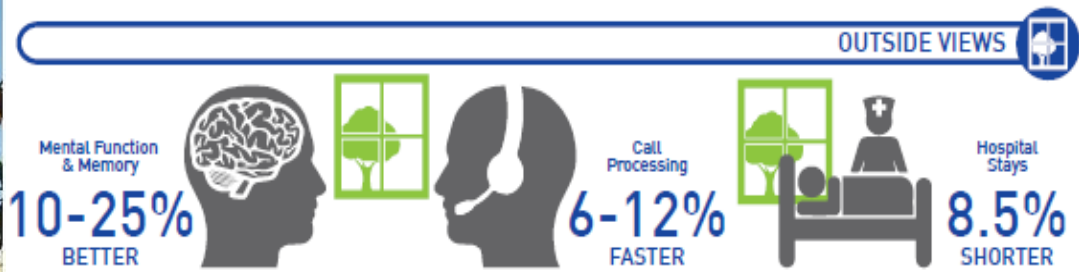 OUTSIDE VIEWS
Mental Function
& Memory
10-25%
BETTER
Call
Processing
6-12%
FASTER
Hospital
Stays
8.5%
SHORTER